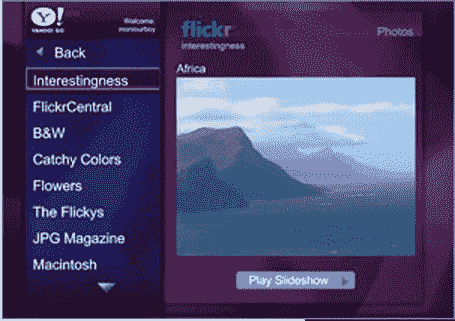 Y!
YAHOO! GO
Welcome,
Back
Interestingness
FlickrCentral
B&W
Catchy Colors
Flowers
The Flickys
JPG Magazine
Macintosh
flickr
Photos
interestingness
Africa
Play Slideshow